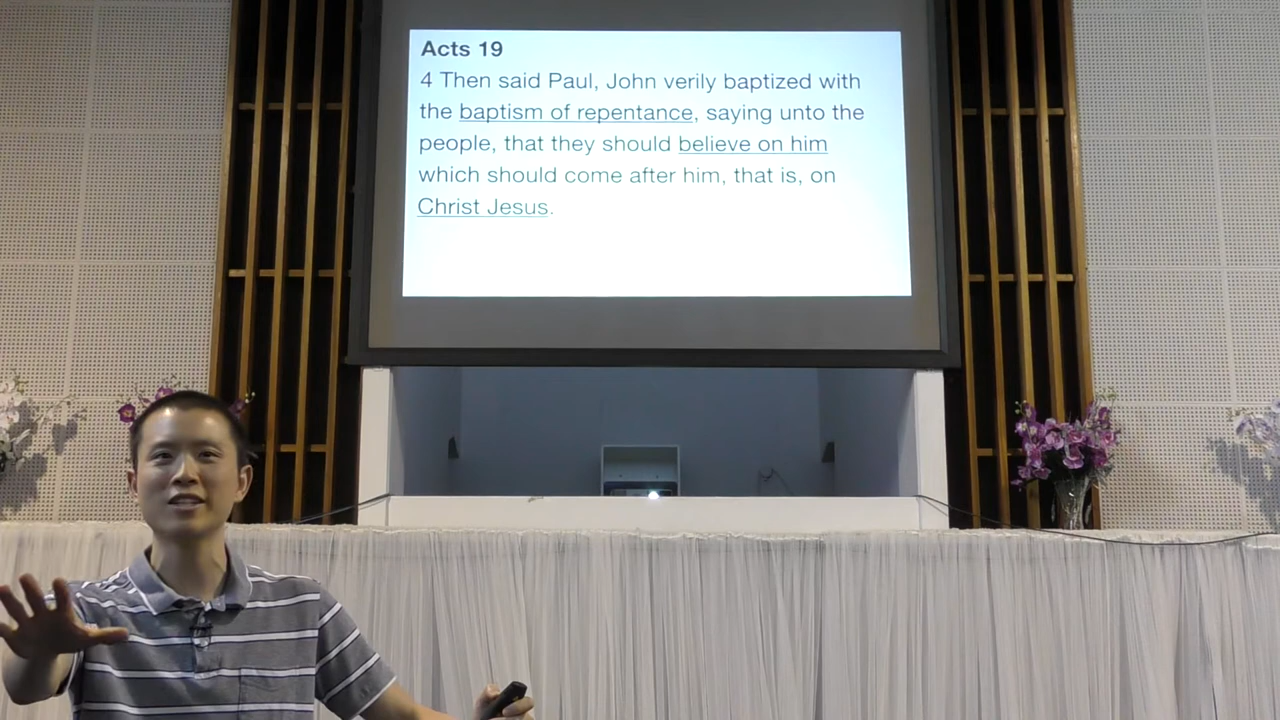 Acts 19
4 Then said Paul, John verily baptized with
the baptism of repentance, saying unto the
people, that they should believe on him
which should come after him, that is, on
Christ Jesus.